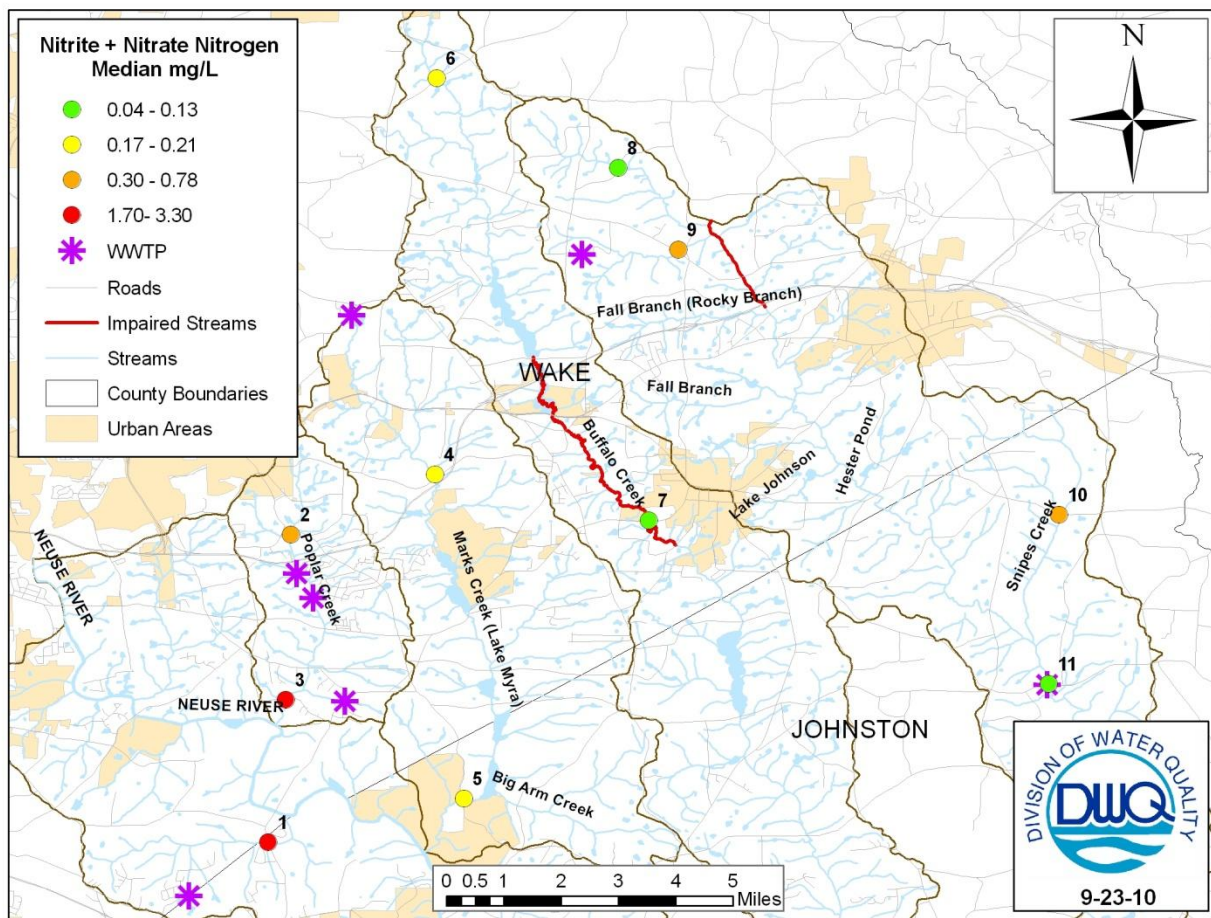 Nitrite + Nitrate Nitrogen
Median mg/L
0.04 - 0.13
0.17 - 0.21
0.30 - 0.78
1.70- 3.30
WWTP
Roads
Impaired Streams
Streams
County Boundaries
Urban Areas
N
6
8
9
Fall Branch (Rocky Branch)
WAKE
Fall Branch
Buffalo Creek
4
Lake Johnson
Hester Pond
7
10
Snipes Creek
2
Poplar Creek
NEUSE RIVER
Marks Creek (Lake Myra)
3
NEUSE RIVER
11
JOHNSTON
5
Big Arm Creek
1
0 0.5 1 2 3 4 5
Miles
DIVISION OF WATER QUALITY
DWQ
9-23-10